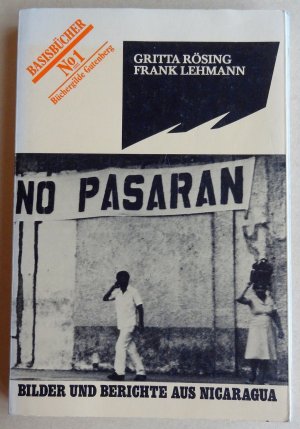 BASISBÜCHER
No 1
Büchergilde Gutenberg
GRITTA RÖSING
FRANK LEHMANN
NO PASARAN
BILDER UND BERICHTE AUS NICARAGUA